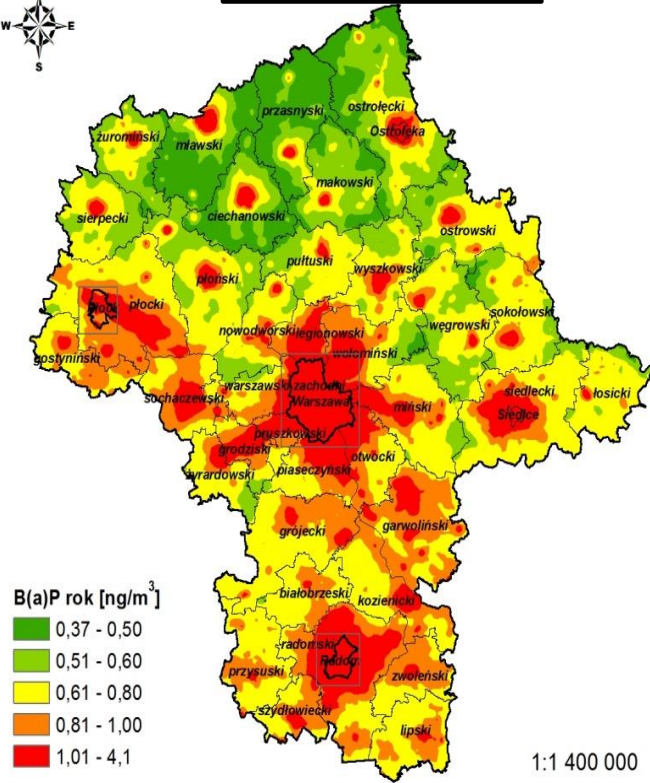 W E
S
przasnyski
ostrołęcki
Ostrołęka
żuromiński
mławski
makowski
sierpecki
ciechanowski
ostrowski
pułtuski
wyszkowski
płoński
płocki
sokołowski
węgrowski
nowodworski
legionowski
wołomiński
gostyniński
warszawski zachodni
siedlecki
łosicki
sochaczewski
Warszawa
miński
Siedlce
pruszkowski
grodziski
otwocki
piaseczyński
żyrardowski
garwoliński
grójecki
białobrzeski
kozienicki
radomski
Radom
przysuski
zwoleński
szydłowiecki
lipski
B(a)P rok [ng/m³]
0,37 - 0,50
0,51 - 0,60
0,61 - 0,80
0,81 - 1,00
1,01 - 4,1
1:1 400 000